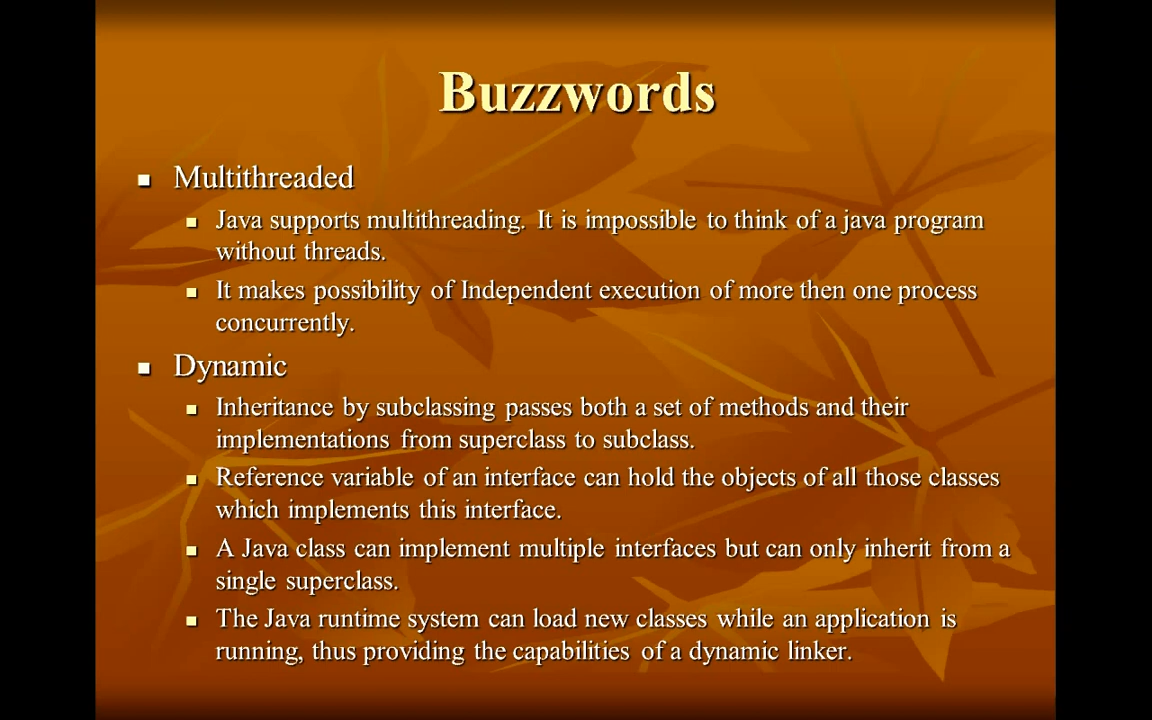 Buzzwords
Multithreaded
Java supports multithreading. It is impossible to think of a java program
without threads.
It makes possibility of Independent execution of more then one process
concurrently.
Dynamic
Inheritance by subclassing passes both a set of methods and their
implementations from superclass to subclass.
Reference variable of an interface can hold the objects of all those classes
which implements this interface.
A Java class can implement multiple interfaces but can only inherit from a
single superclass.
The Java runtime system can load new classes while an application is
running, thus providing the capabilities of a dynamic linker.